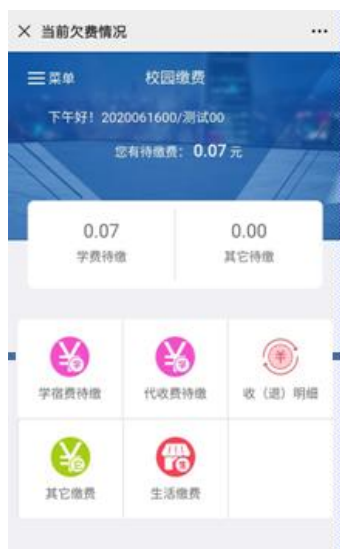 × 当前欠费情况 ...
菜单 校园缴费
下午好！2020061600/测试00
您有待缴费：0.07 元
0.07 0.00
学费待缴 其它待缴
学宿费待缴 代收费待缴 收（退）明细
其它缴费 生活缴费